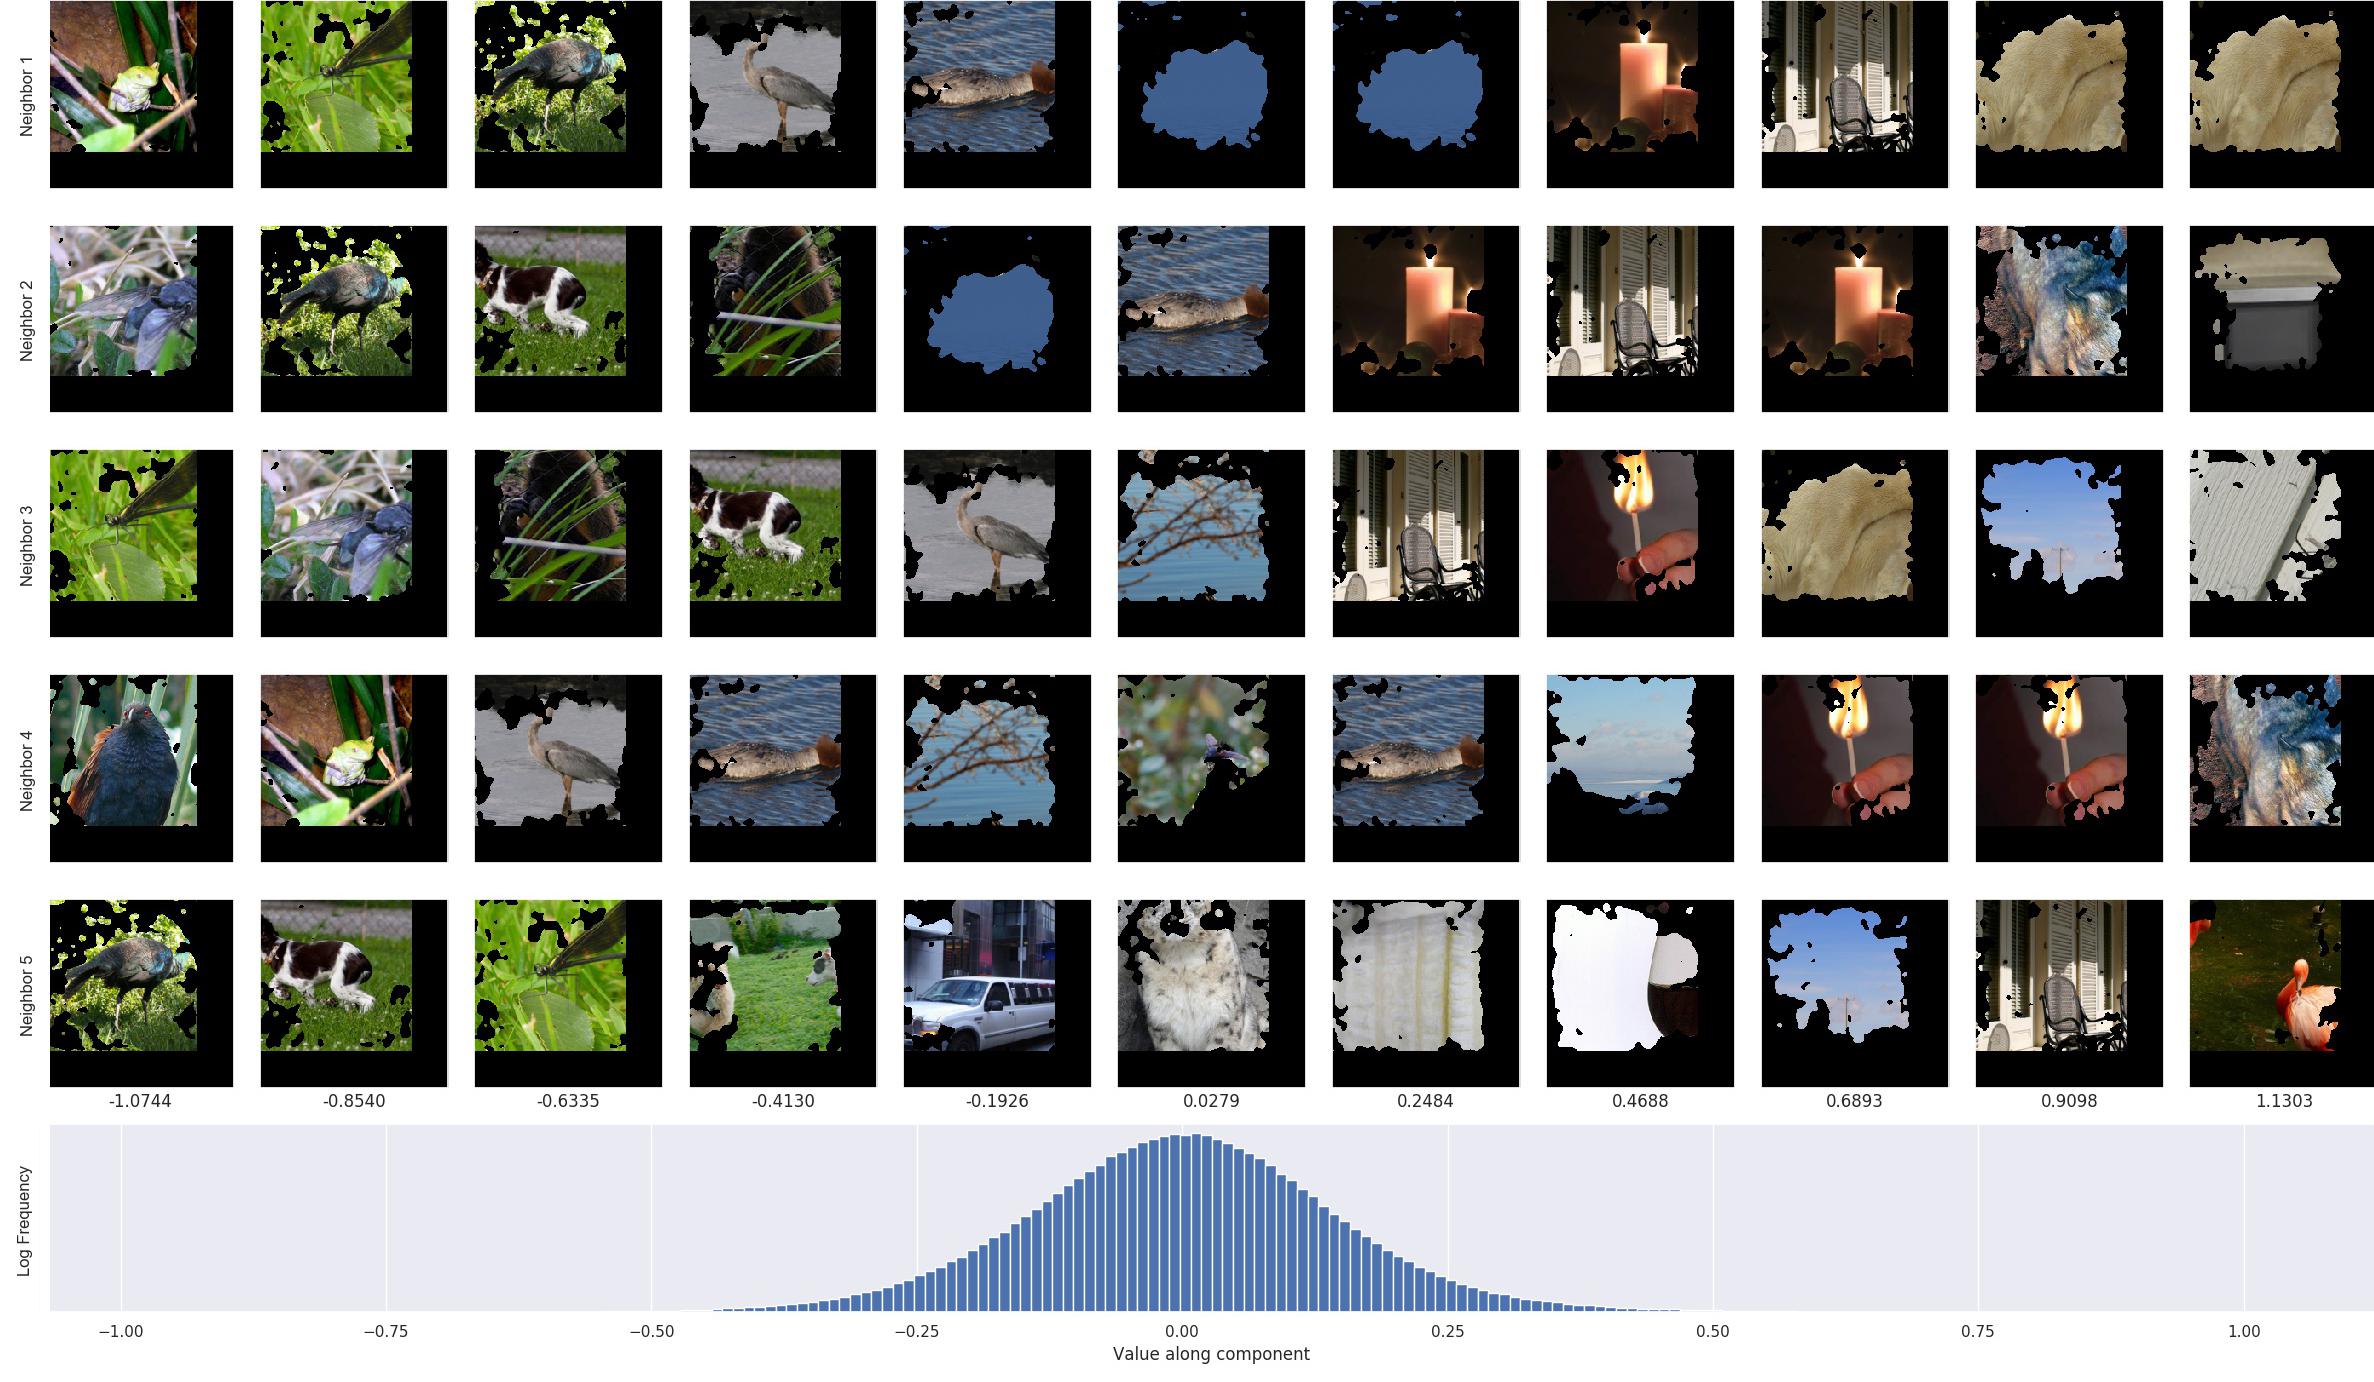 Neighbor 1
Neighbor 2
Neighbor 3
Neighbor 4
Neighbor 5
-1.0744 -0.8540 -0.6335 -0.4130 -0.1926 0.0279 0.2484 0.4688 0.6893 0.9098 1.1303
Log Frequency
−1.00 −0.75 −0.50 −0.25 0.00 0.25 0.50 0.75 1.00
Value along component